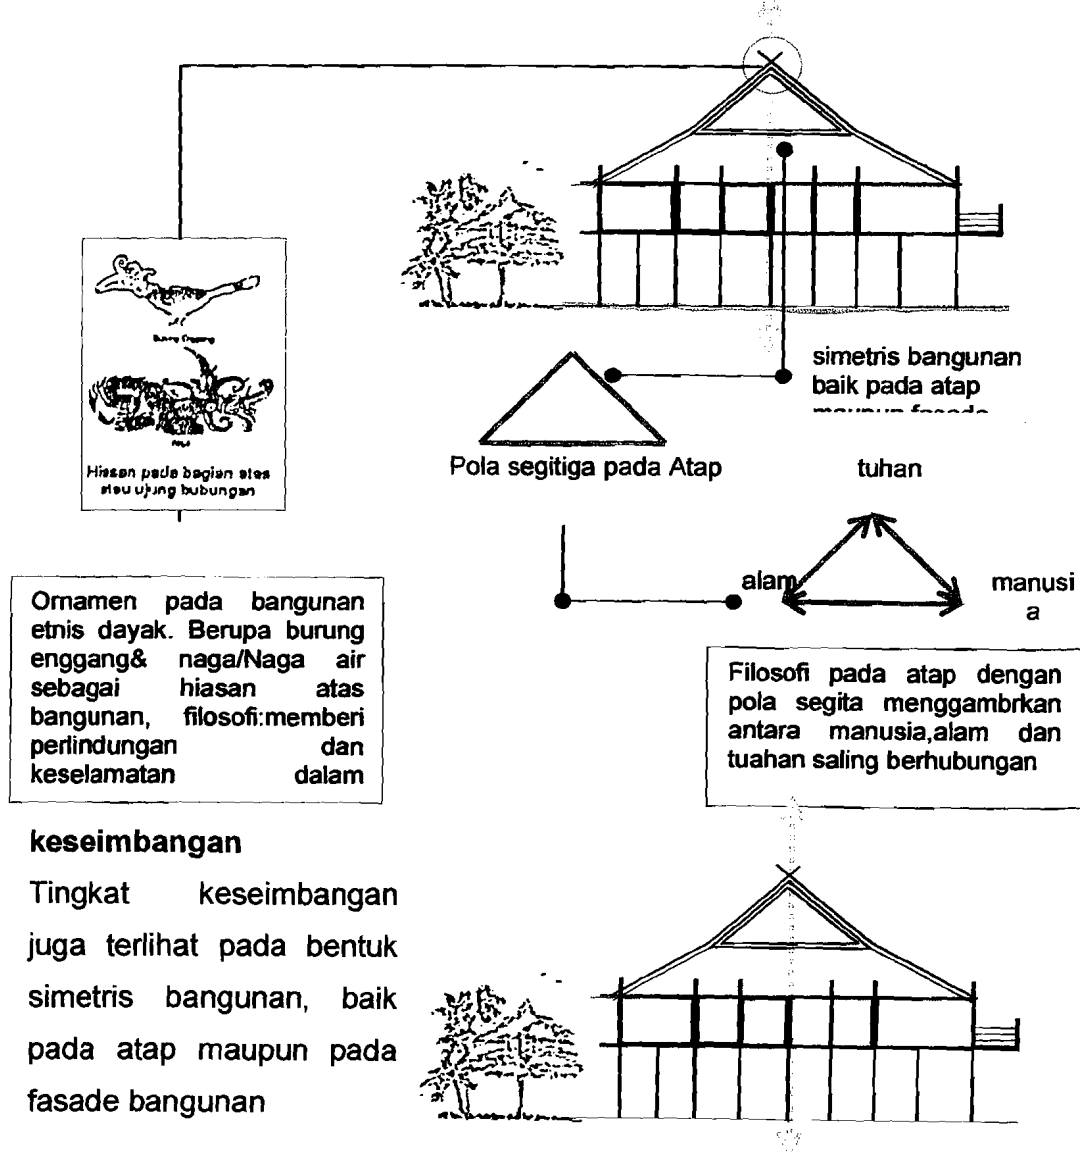 simetris bangunan
baik pada atap
maupun fasade
Hiasan pada bagian atas
atau ujung bubungan
Pola segitiga pada Atap
tuhan
alam
manusi
a
Ornamen pada bangunan
etnis dayak. Berupa burung
enggang& naga/Naga air
sebagai hiasan atas
bangunan, filosofi:memberi
perlindungan dan
keselamatan dalam
Filosofi pada atap dengan
pola segita menggambrkan
antara manusia,alam dan
tuahan saling berhubungan
keseimbangan
Tingkat keseimbangan
juga terlihat pada bentuk
simetris bangunan, baik
pada atap maupun pada
fasade bangunan